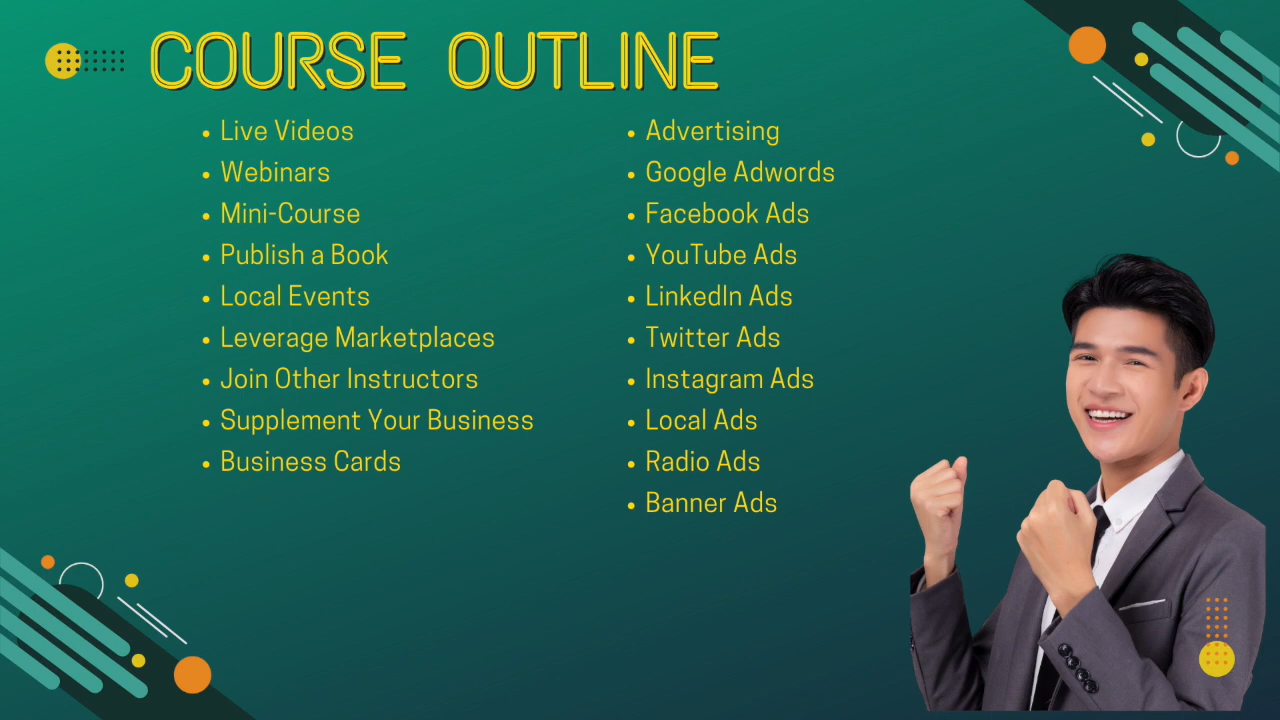 COURSE OUTLINE
Live Videos
Webinars
Mini-Course
Publish a Book
Local Events
Leverage Marketplaces
Join Other Instructors
Supplement Your Business
Business Cards
Advertising
Google Adwords
Facebook Ads
YouTube Ads
LinkedIn Ads
Twitter Ads
Instagram Ads
Local Ads
Radio Ads
Banner Ads